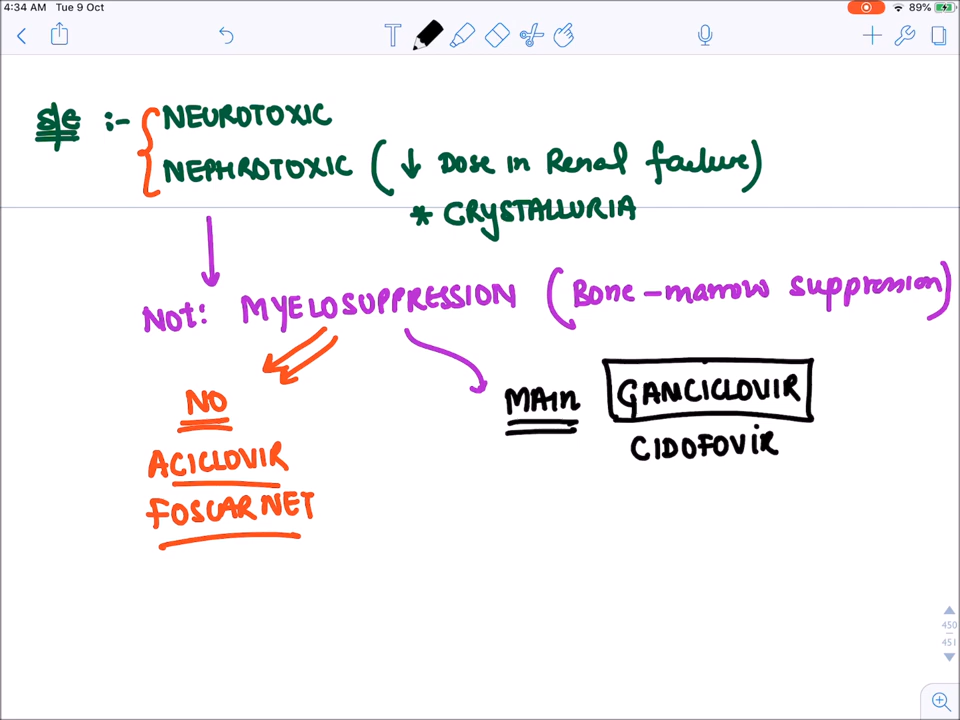 4:34 AM Tue 9 Oct
89%
T
S/E :- NEUROTOXIC
NEPHROTOXIC (↓ Dose in Renal failure)
* CRYSTALLURIA
Not: MYELOSUPPRESSION (Bone-marrow suppression)
NO
ACICLOVIR
FOSCARNET
MAIN GANCICLOVIR
CIDOFOVIR
450
451